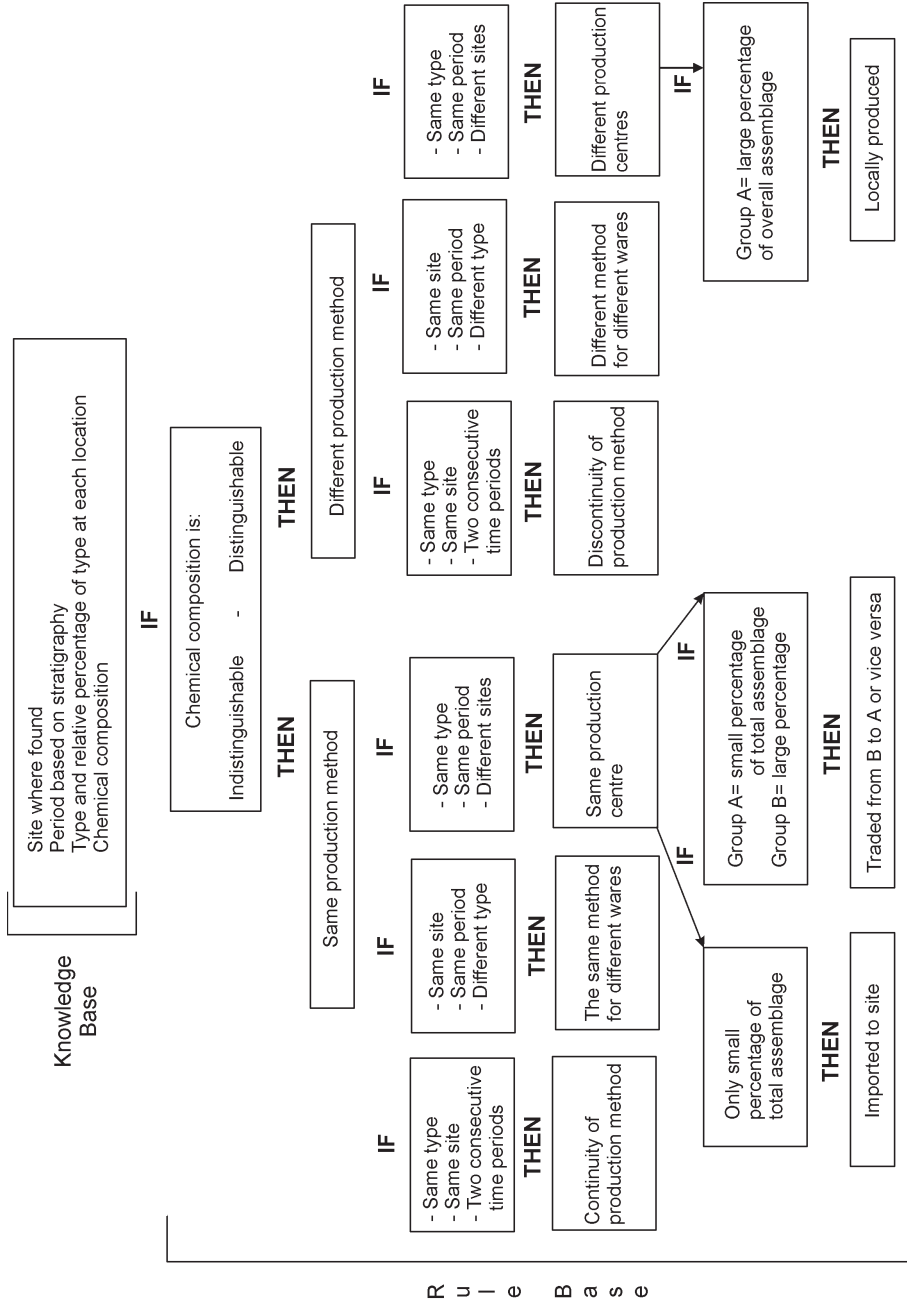 Knowledge
Base
Site where found
Period based on stratigraphy
Type and relative percentage of type at each location
Chemical composition
IF
Chemical composition is:
Indistinguishable - Distinguishable
THEN
THEN
Same production method
Different production method
IF
IF
IF
IF
IF
IF
- Same type
- Same site
- Two consecutive
time periods
- Same site
- Same period
- Different type
- Same type
- Same period
- Different sites
- Same type
- Same site
- Two consecutive
time periods
- Same site
- Same period
- Different type
- Same type
- Same period
- Different sites
THEN
THEN
THEN
THEN
THEN
THEN
Continuity of
production method
The same method
for different wares
Same production
centre
Discontinuity of
production method
Different method
for different wares
Different production
centres
IF
IF
IF
Only small
percentage of
total assemblage
Group A= small percentage
of total assemblage
Group B= large percentage
Group A= large percentage
of overall assemblage
THEN
THEN
THEN
Imported to site
Traded from B to A or vice versa
Locally produced
R
u
l
e
B
a
s
e